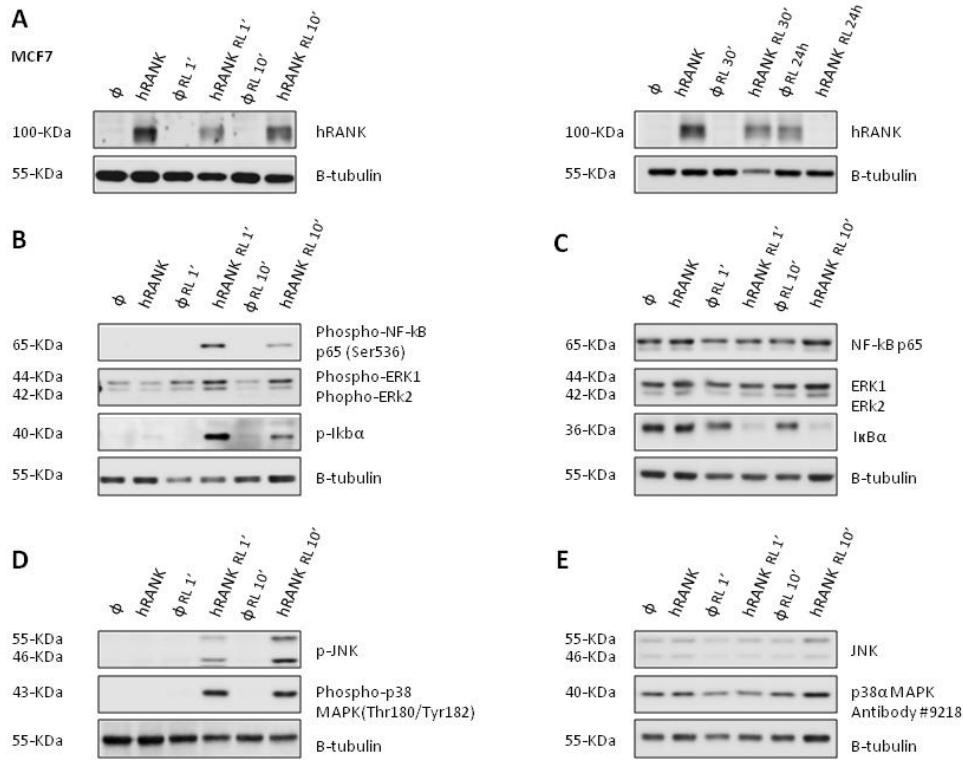 A
MCF7
ϕ
hRANK
ϕ RL 1′
hRANK RL 1′
ϕ RL 10′
hRANK RL 10′
100-KDa
hRANK
55-KDa
B-tubulin
ϕ
hRANK
ϕ RL 30′
hRANK RL 30′
ϕ RL 24h
hRANK RL 24h
100-KDa
hRANK
55-KDa
B-tubulin
B
ϕ
hRANK
ϕ RL 1′
hRANK RL 1′
ϕ RL 10′
hRANK RL 10′
65-KDa
Phospho-NF-kB
p65 (Ser536)
44-KDa
42-KDa
Phospho-ERK1
Phopho-ERk2
40-KDa
p-Ikbα
55-KDa
B-tubulin
C
ϕ
hRANK
ϕ RL 1′
hRANK RL 1′
ϕ RL 10′
hRANK RL 10′
65-KDa
NF-kB p65
44-KDa
42-KDa
ERK1
ERk2
36-KDa
IκBα
55-KDa
B-tubulin
D
ϕ
hRANK
ϕ RL 1′
hRANK RL 1′
ϕ RL 10′
hRANK RL 10′
55-KDa
46-KDa
p-JNK
43-KDa
Phospho-p38
MAPK(Thr180/Tyr182)
55-KDa
B-tubulin
E
ϕ
hRANK
ϕ RL 1′
hRANK RL 1′
ϕ RL 10′
hRANK RL 10′
55-KDa
46-KDa
JNK
40-KDa
p38α MAPK
Antibody #9218
55-KDa
B-tubulin